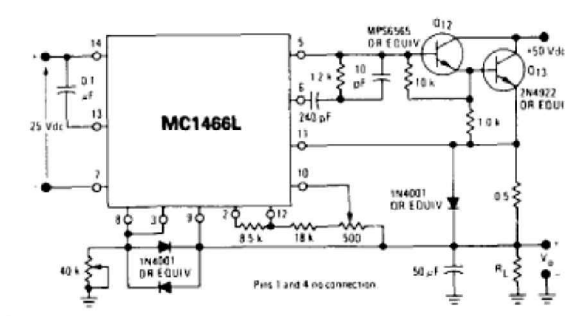 MPS6565
OR EQUIV
Q12
+50 Vdc
Q13
2N4922
OR EQUI
14
5
+
0.1
µF
1.2 k
10
pF
10 k
6
240 pF
25 Vdc
13
MC1466L
11
1.0 k
7
10
1N4001
OR EQUIV
0.5
8
3
9
2
12
8.5 k
18 k
500
40 k
1N4001
OR EQUIV
Pins 1 and 4 no connection.
50 µF
RL
+
Vo